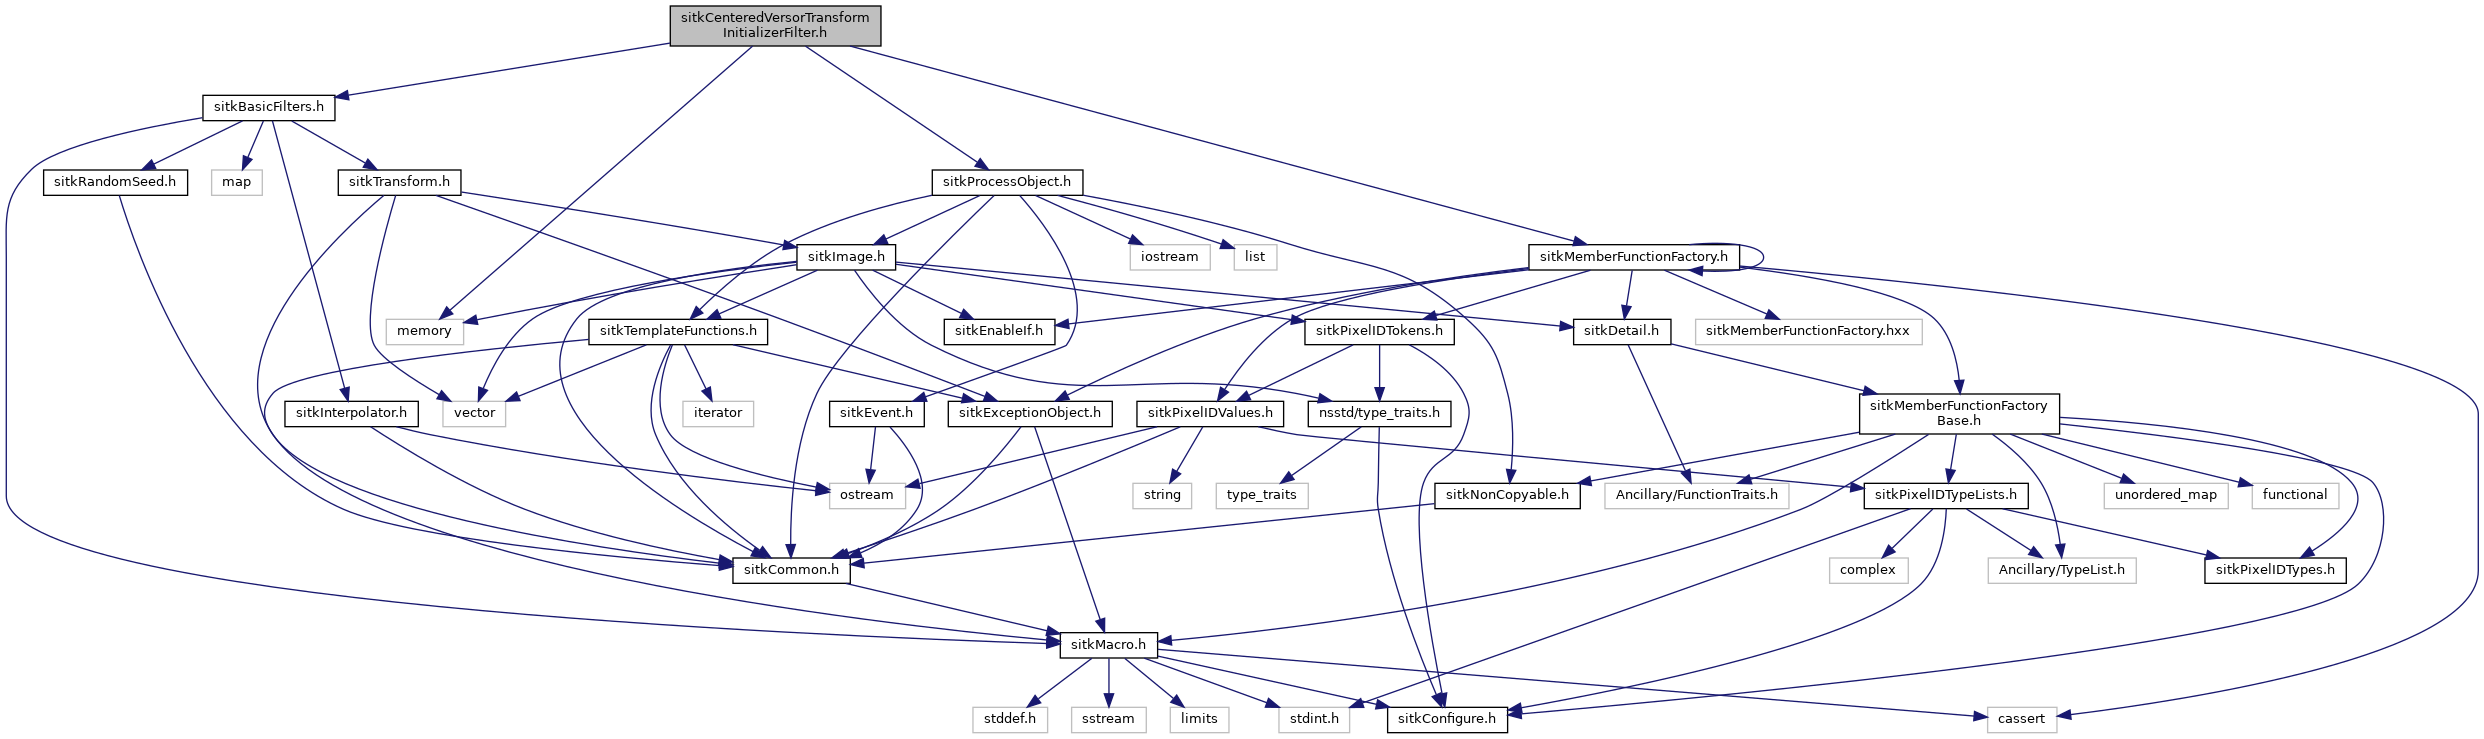 sitkCenteredVersorTransform
InitializerFilter.h
sitkBasicFilters.h
sitkRandomSeed.h
map
sitkTransform.h
sitkProcessObject.h
sitkImage.h
iostream
list
sitkMemberFunctionFactory.h
memory
sitkTemplateFunctions.h
sitkEnableIf.h
sitkPixelIDTokens.h
sitkDetail.h
sitkMemberFunctionFactory.hxx
sitkInterpolator.h
vector
iterator
sitkEvent.h
sitkExceptionObject.h
sitkPixelIDValues.h
nsstd/type_traits.h
sitkMemberFunctionFactory
Base.h
ostream
string
type_traits
sitkNonCopyable.h
Ancillary/FunctionTraits.h
sitkPixelIDTypeLists.h
unordered_map
functional
sitkCommon.h
complex
Ancillary/TypeList.h
sitkPixelIDTypes.h
sitkMacro.h
stddef.h
sstream
limits
stdint.h
sitkConfigure.h
cassert